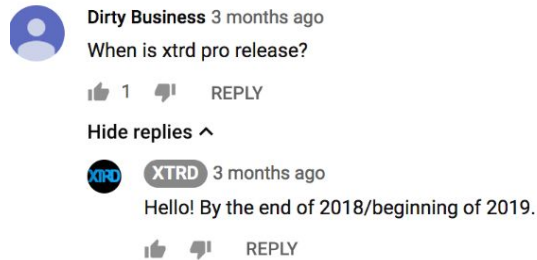 Dirty Business 3 months ago
When is xtrd pro release?
1 REPLY
Hide replies
XTRD XTRD 3 months ago
Hello! By the end of 2018/beginning of 2019.
REPLY